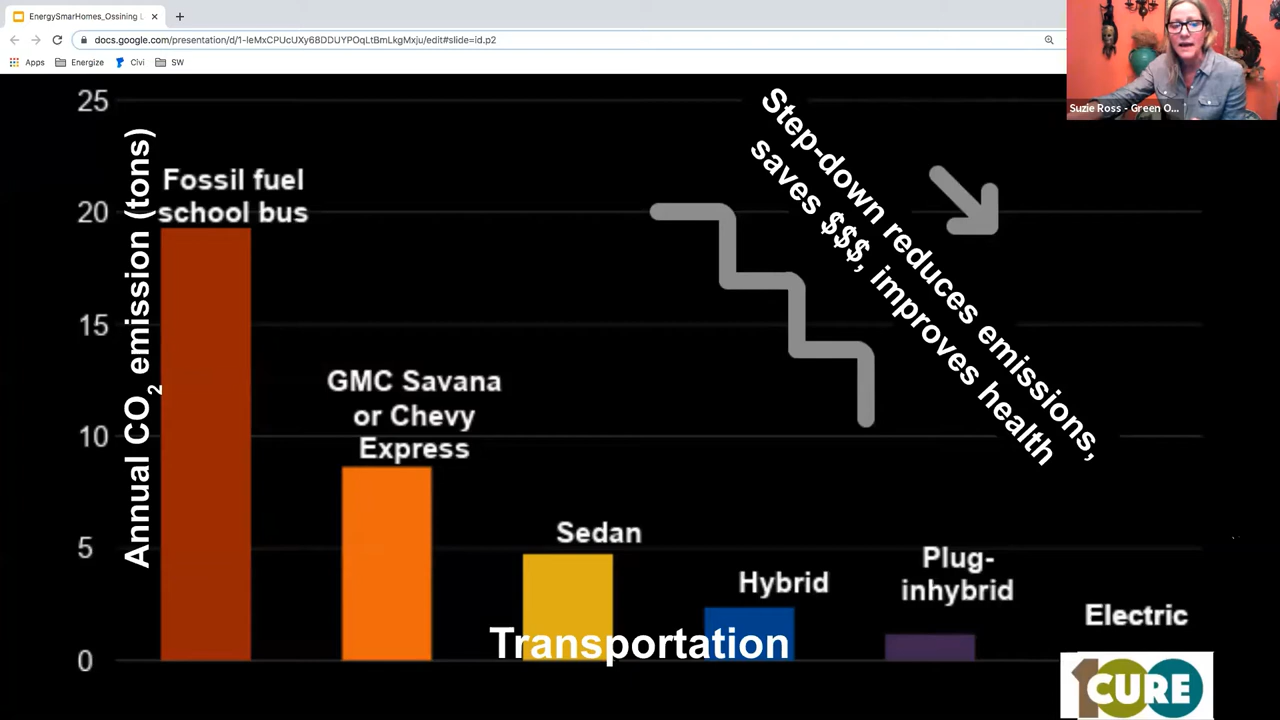 EnergySmarHomes_Ossining
docs.google.com/presentation/d/1-leMxCPUcUXy68DDUYPOqLtBmLkgMxju/edit#slide=id.p2
Apps Energize Civi SW
Suzie Ross - Green O...
25
20
15
10
5
0
Annual CO2 emission (tons)
Fossil fuel
school bus
GMC Savana
or Chevy
Express
Sedan
Hybrid
Plug-
inhybrid
Electric
Step-down reduces emissions,
saves $$$, improves health
Transportation
100
CURE